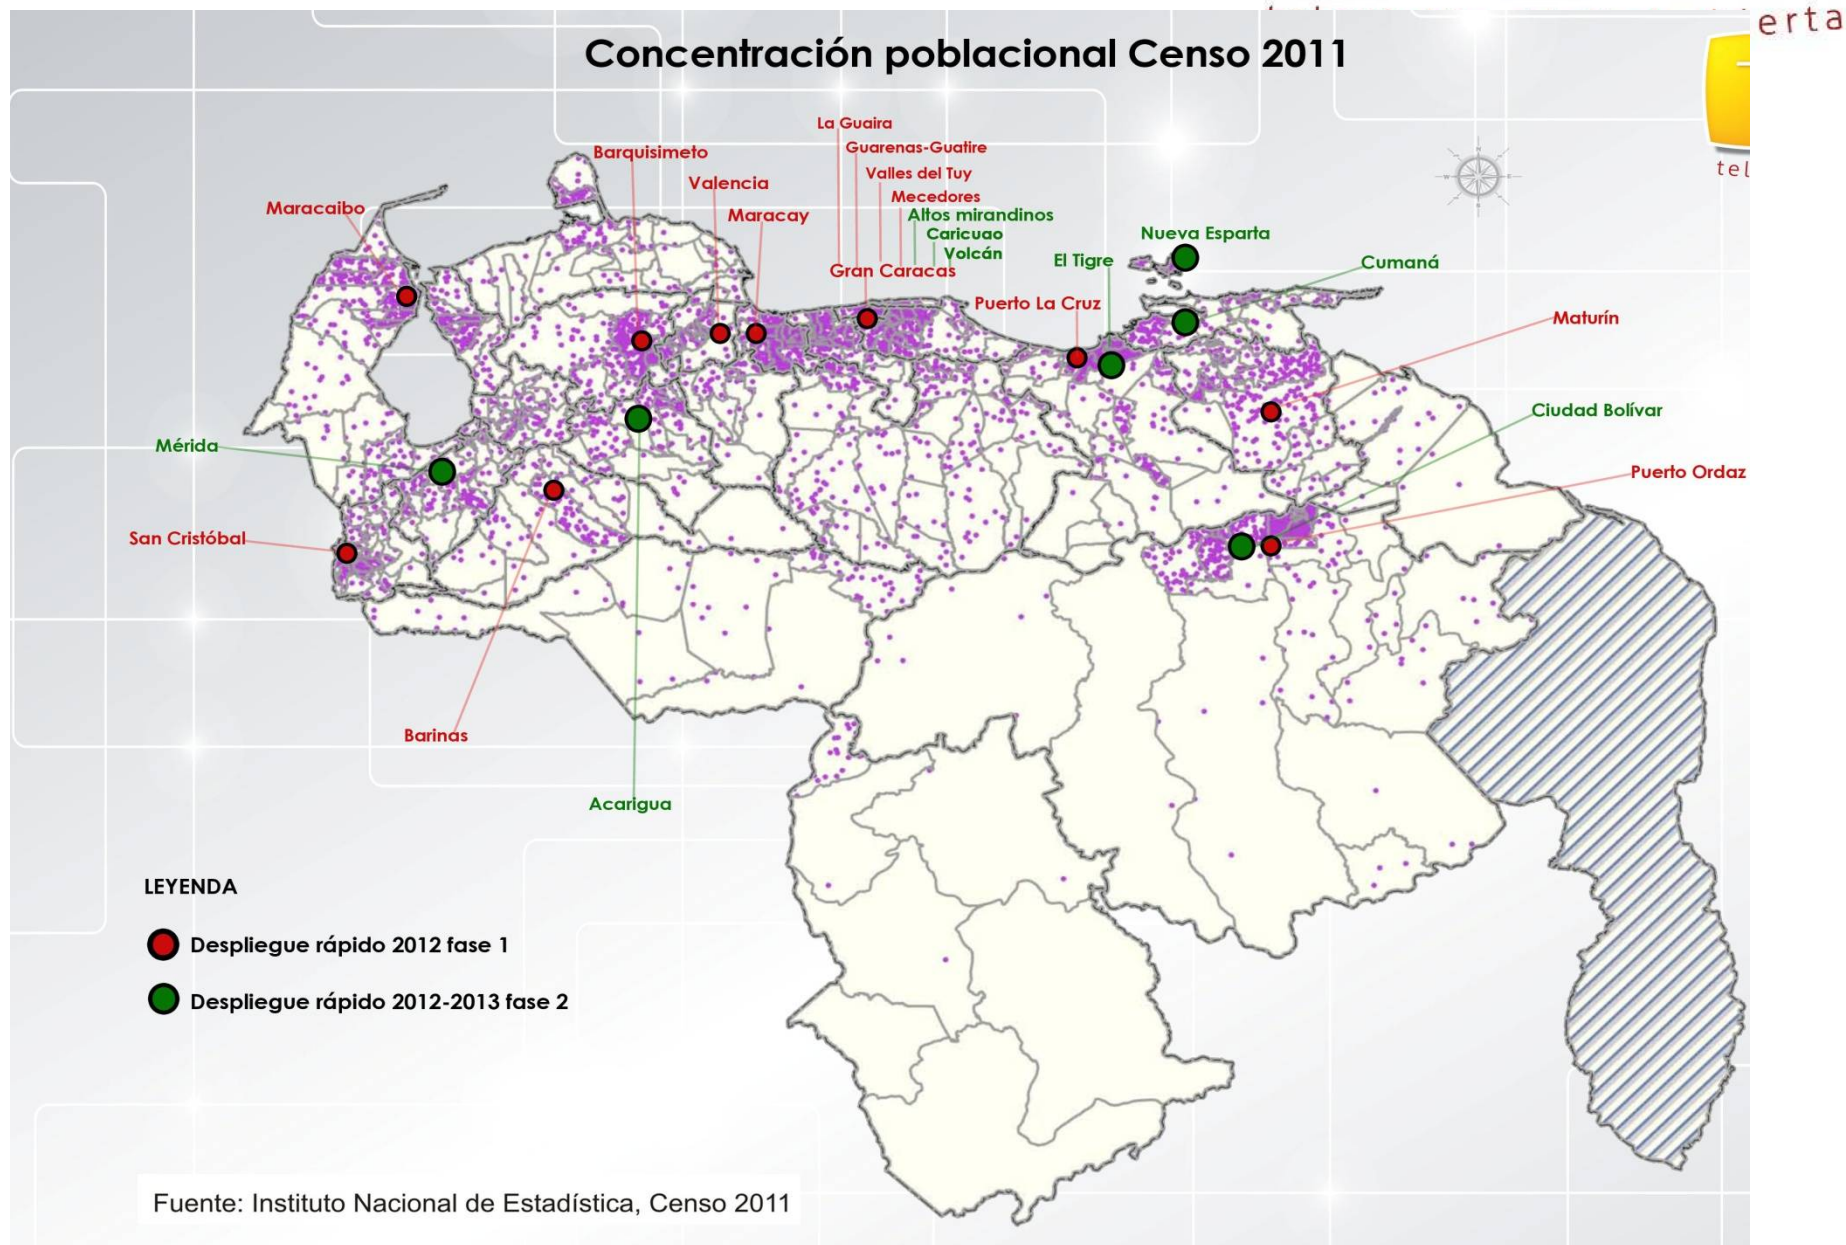 erta
Concentración poblacional Censo 2011
tel
La Guaira
Guarenas-Guatire
Barquisimeto
Valles del Tuy
Valencia
Mecedores
Maracaibo
Maracay
Altos mirandinos
Caricuao
Nueva Esparta
Volcán
El Tigre
Cumaná
Gran Caracas
Puerto La Cruz
Maturín
Ciudad Bolívar
Mérida
Puerto Ordaz
San Cristóbal
Barinas
Acarigua
LEYENDA
Despliegue rápido 2012 fase 1
Despliegue rápido 2012-2013 fase 2
Fuente: Instituto Nacional de Estadística, Censo 2011